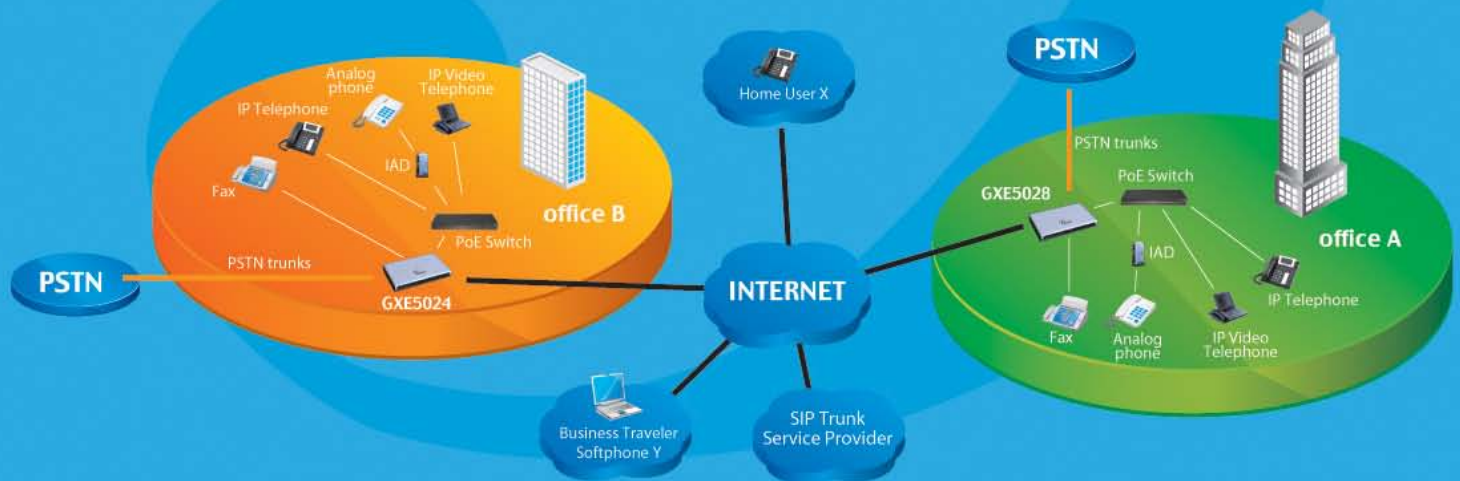 Analog
phone
IP Video
Telephone
IP Telephone
Fax
IAD
office B
PoE Switch
PSTN
PSTN trunks
GXE5024
Home User X
INTERNET
Business Traveler
Softphone Y
SIP Trunk
Service Provider
PSTN
PSTN trunks
PoE Switch
GXE5028
office A
IAD
IP Telephone
Fax
Analog
phone
IP Video
Telephone